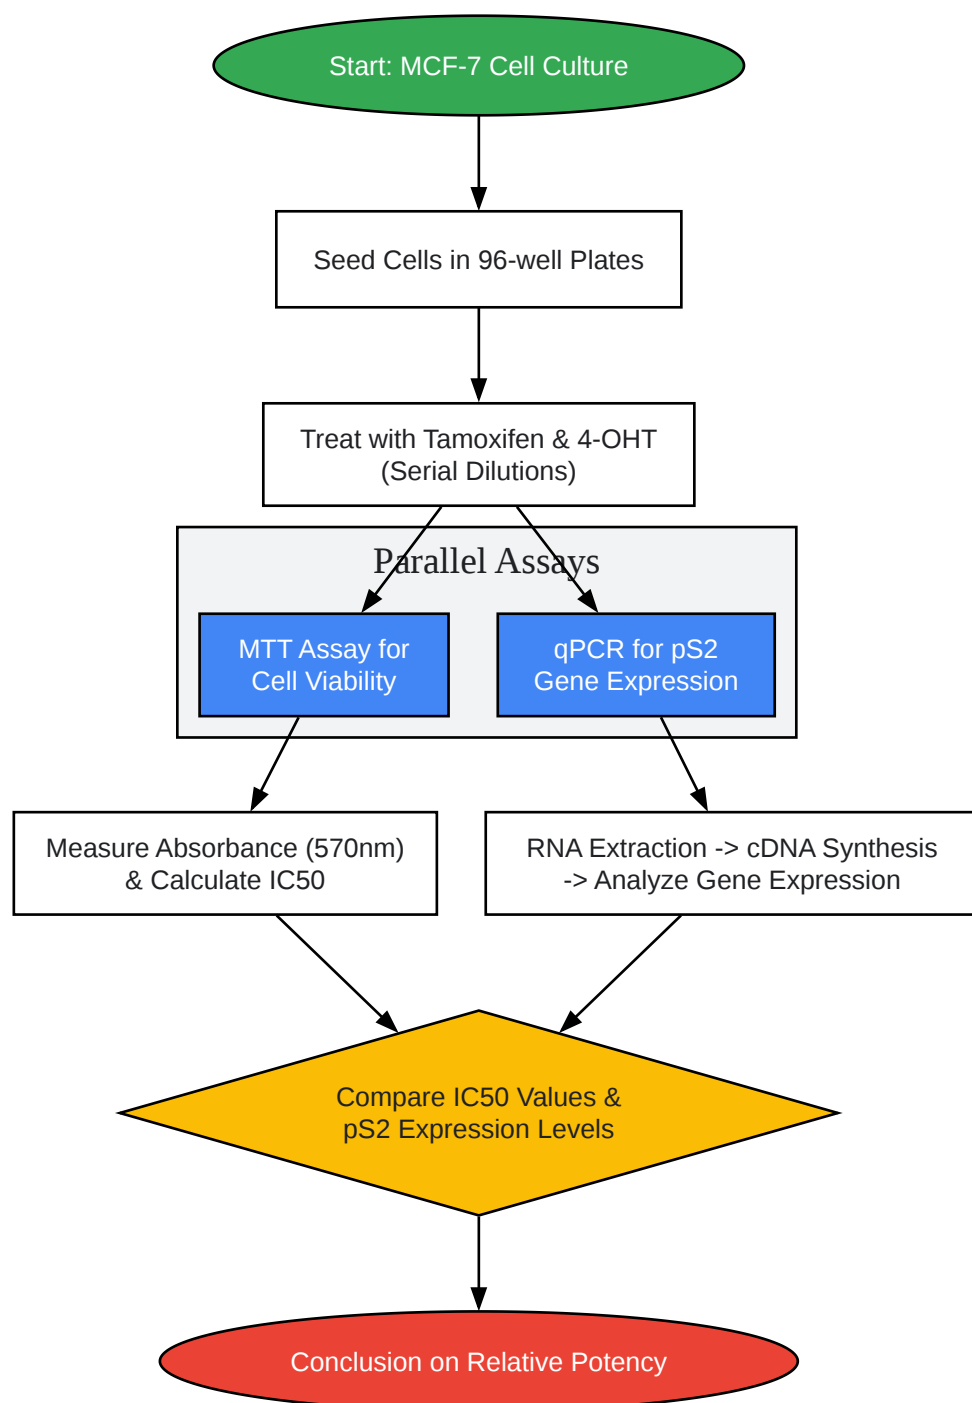 Start: MCF-7 Cell Culture
Seed Cells in 96-well Plates
Treat with Tamoxifen & 4-OHT
(Serial Dilutions)
Parallel Assays
MTT Assay for
Cell Viability
qPCR for pS2
Gene Expression
Measure Absorbance (570nm)
& Calculate IC50
RNA Extraction -> cDNA Synthesis
-> Analyze Gene Expression
Compare IC50 Values &
pS2 Expression Levels
Conclusion on Relative Potency